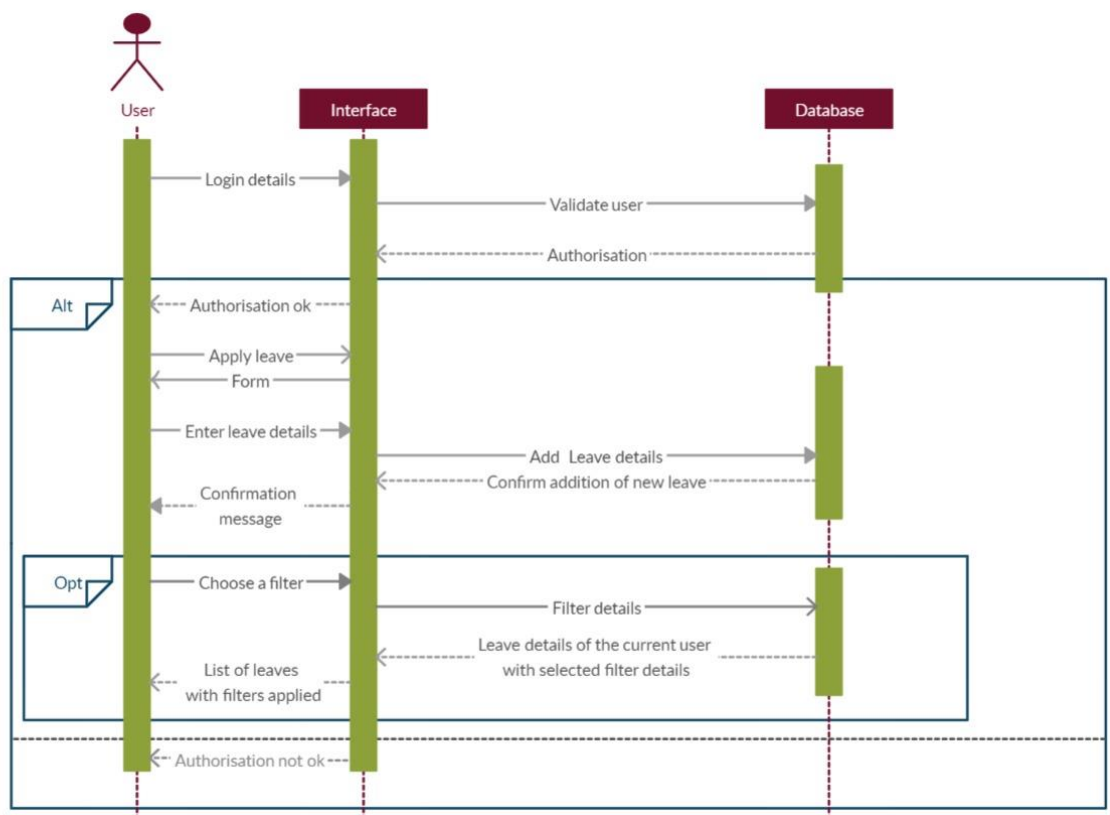 User
Interface
Database
Login details
Validate user
Authorisation
Alt
Authorisation ok
Apply leave
Form
Enter leave details
Add Leave details
Confirm addition of new leave
Confirmation
message
Opt
Choose a filter
Filter details
Leave details of the current user
with selected filter details
List of leaves
with filters applied
Authorisation not ok